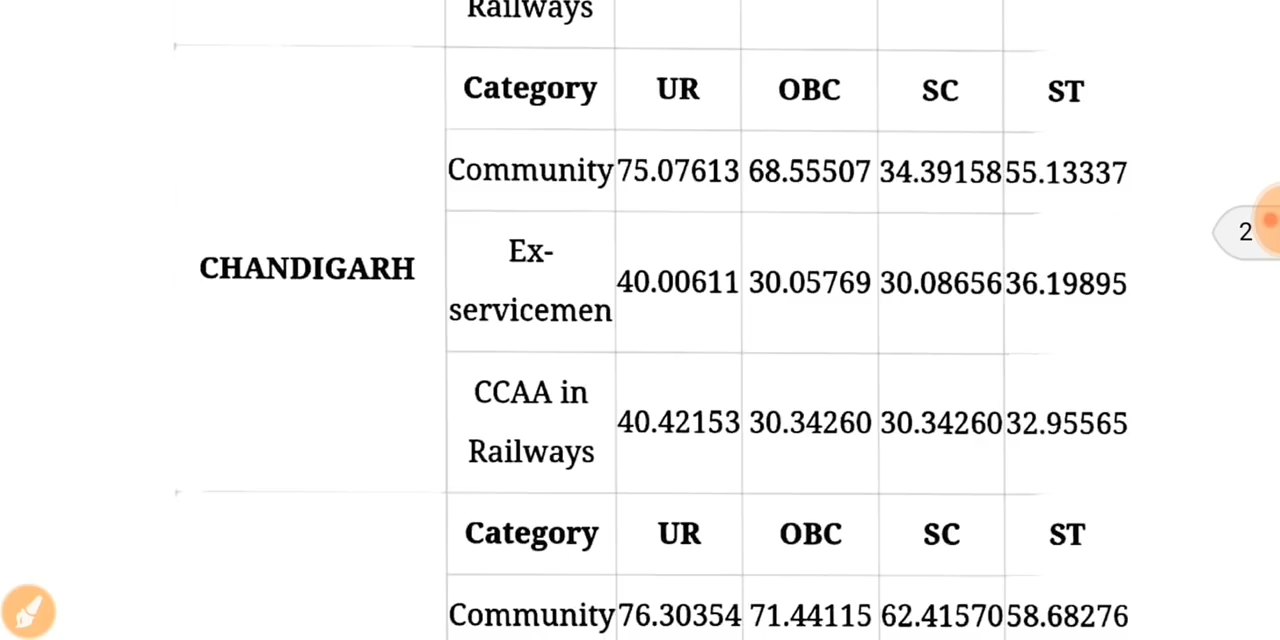 Railways
Category UR OBC SC ST
Community 75.07613 68.55507 34.39158 55.13337
CHANDIGARH
Ex-
servicemen
40.00611 30.05769 30.08656 36.19895
CCAA in
Railways
40.42153 30.34260 30.34260 32.95565
Category UR OBC SC ST
Community 76.30354 71.44115 62.41570 58.68276
2